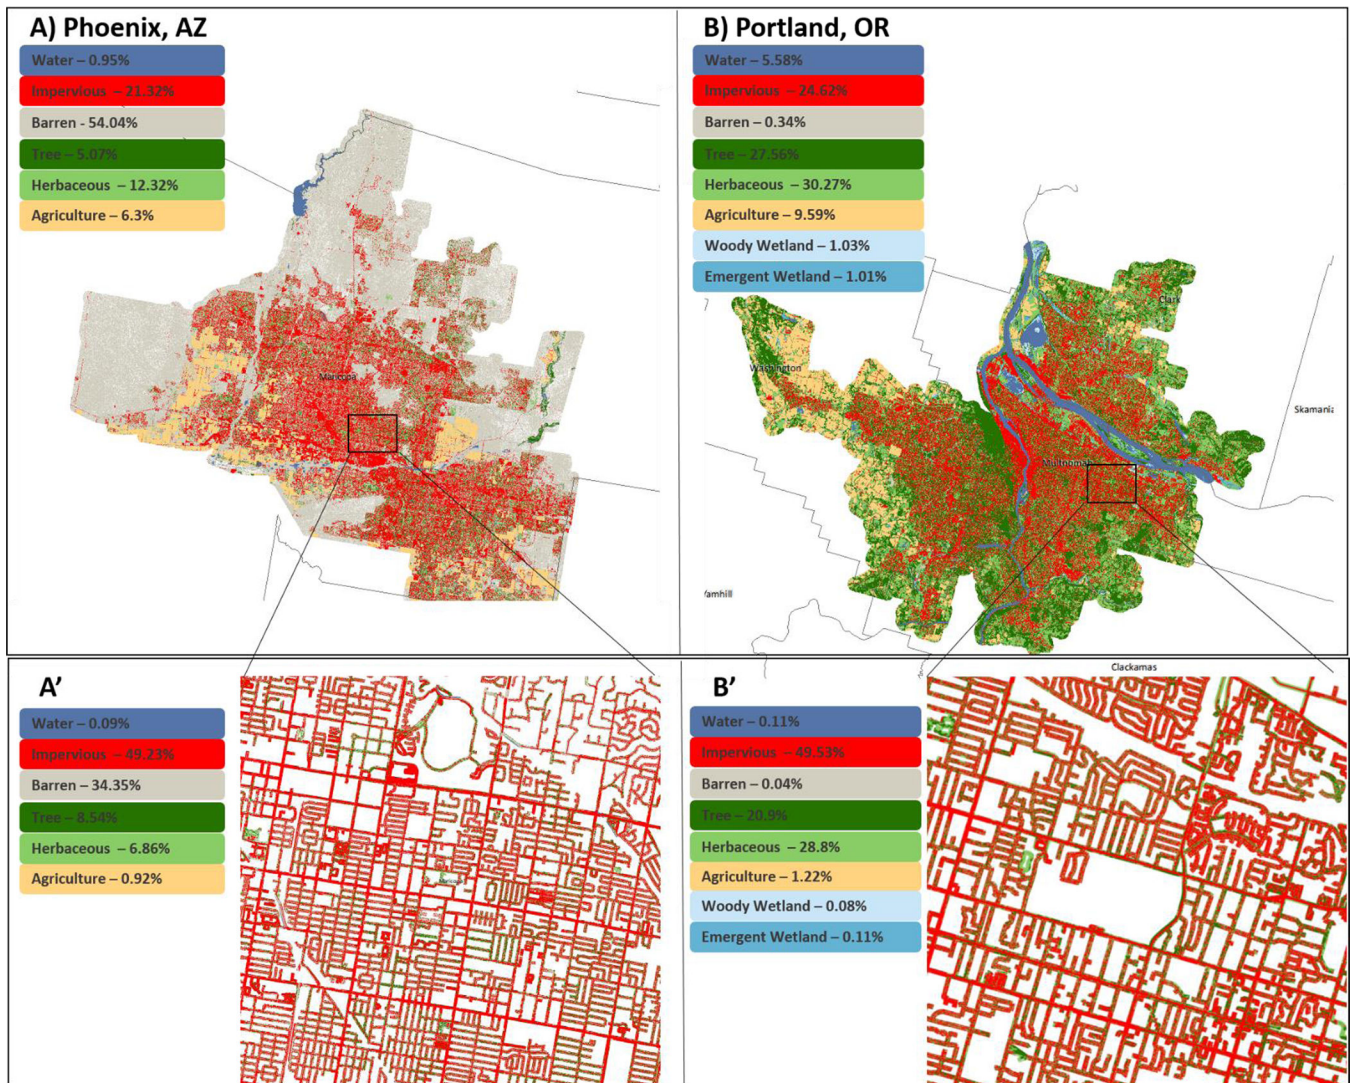 A) Phoenix, AZ
Water – 0.95%
Impervious – 21.32%
Barren - 54.04%
Tree – 5.07%
Herbaceous – 12.32%
Agriculture – 6.3%
Maricopa
B) Portland, OR
Water – 5.58%
Impervious – 24.62%
Barren – 0.34%
Tree – 27.56%
Herbaceous – 30.27%
Agriculture – 9.59%
Woody Wetland – 1.03%
Emergent Wetland – 1.01%
Clark
Washington
Skamania
Multnomah
Yamhill
Clackamas
A’
Water – 0.09%
Impervious – 49.23%
Barren – 34.35%
Tree – 8.54%
Herbaceous – 6.86%
Agriculture – 0.92%
B’
Water – 0.11%
Impervious – 49.53%
Barren – 0.04%
Tree – 20.9%
Herbaceous – 28.8%
Agriculture – 1.22%
Woody Wetland – 0.08%
Emergent Wetland – 0.11%